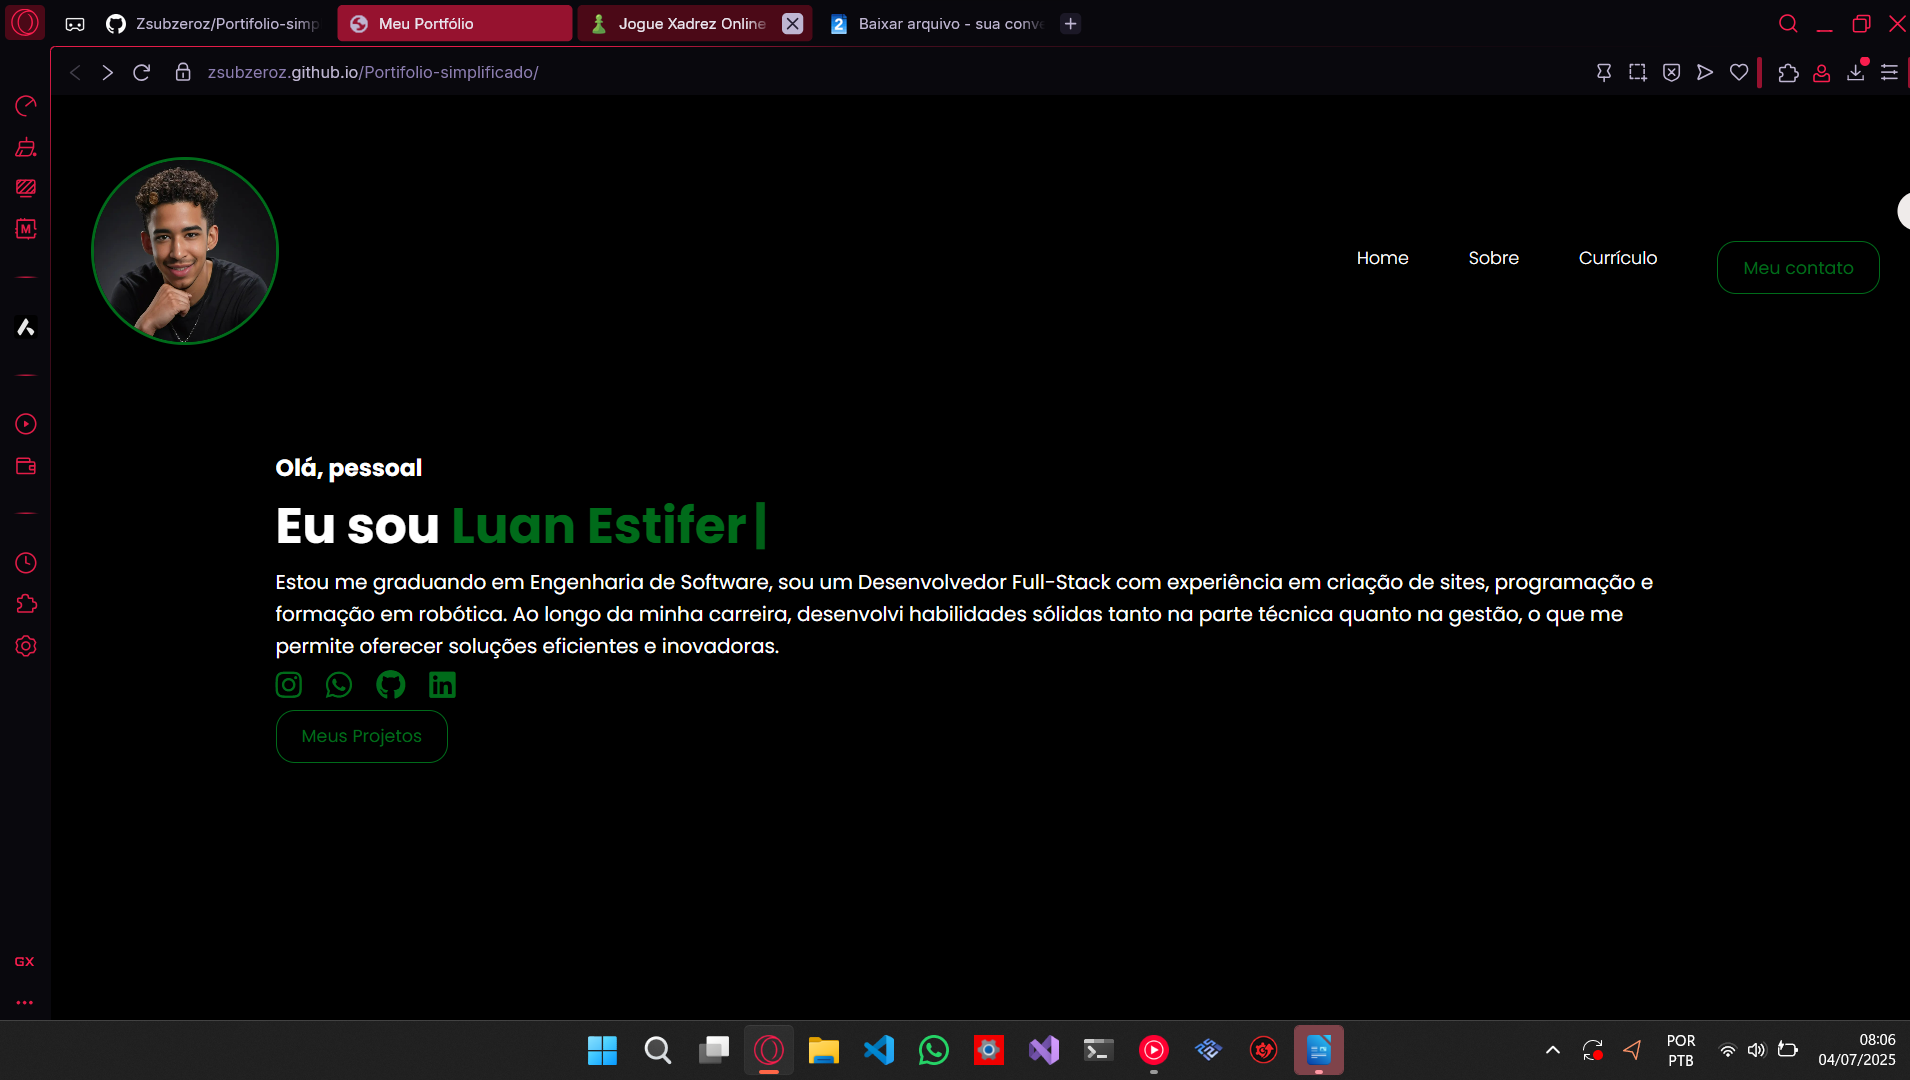 Zsubzeroz/Portifolio-simp
Meu Portfólio
Jogue Xadrez Online
2
Baixar arquivo - sua conv
zsubzeroz.github.io/Portifolio-simplificado/
M
Home
Sobre
Currículo
Meu contato
Olá, pessoal
Eu sou Luan Estifer|
Estou me graduando em Engenharia de Software, sou um Desenvolvedor Full-Stack com experiência em criação de sites, programação e
formação em robótica. Ao longo da minha carreira, desenvolvi habilidades sólidas tanto na parte técnica quanto na gestão, o que me
permite oferecer soluções eficientes e inovadoras.
Meus Projetos
GX
POR
PTB
08:06
04/07/2025